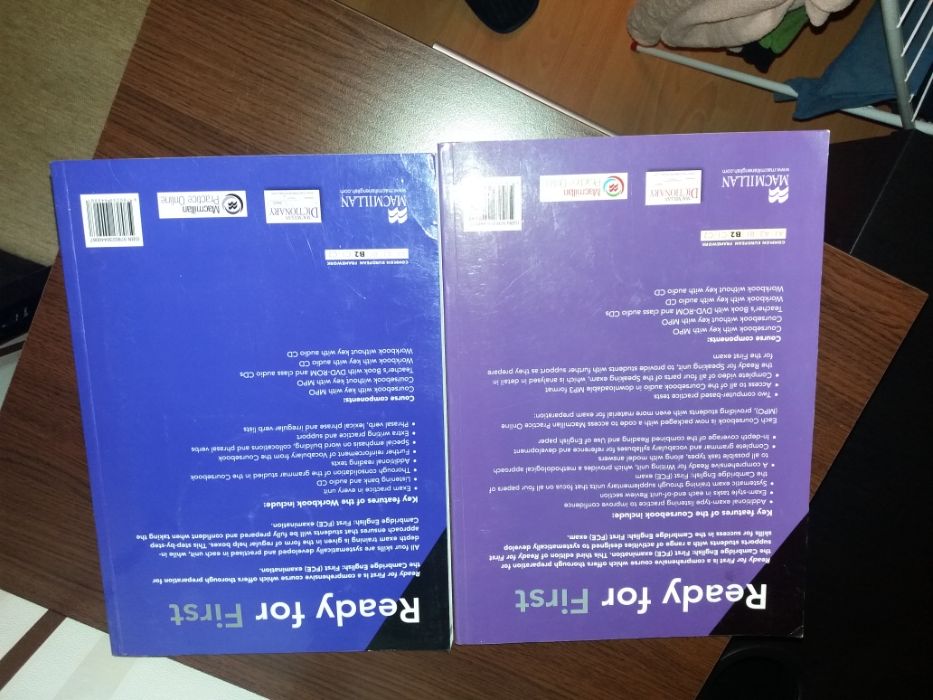 Ready for First
Ready for First is a comprehensive course which offers thorough preparation for
the Cambridge English: First (FCE) examination. This third edition of Ready for First
supports students with a range of activities designed to systematically develop
skills for success in the Cambridge English: First (FCE) exam.
Key features of the Coursebook include:
• Additional exam-type listening practice to improve confidence
• Exam-style tasks in each end-of-unit Review section
• Systematic exam training through supplementary units that focus on all four papers of
the Cambridge English: First (FCE) exam
• A comprehensive Ready for Writing unit, which provides a methodological approach
to all task types, along with model answers
• Complete grammar and vocabulary syllabuses for reference and development
• In-depth coverage of the combined Reading and Use of English paper
Each Coursebook is now packaged with a code to access Macmillan Practice Online
(MPO), providing students with even more material for exam preparation:
• Two computer-based practice tests
• Access to all of the Coursebook audio in downloadable MP3 format
• Complete video of all four parts of the Speaking exam, which is analysed in detail in
the Ready for Speaking unit, to provide students with further support as they prepare
for the First exam
Course components:
Coursebook with key with MPO
Coursebook without key with MPO
Teacher's Book with DVD-ROM and class audio CDs
Workbook with key with audio CD
Workbook without key with audio CD
COMMON EUROPEAN FRAMEWORK
A1 A2 B1 B2 C1 C2
MACMILLAN
www.macmillanenglish.com
MACMILLAN
DICTIONARY
Macmillan
Practice Online
Ready for First
Ready for First is a comprehensive course which offers thorough preparation for
the Cambridge English: First (FCE) examination.
All four skills are systematically developed and practised in each unit, while in-
depth exam training is given in the form of regular help boxes. This step-by-step
approach ensures that students will be fully prepared and confident when taking the
Cambridge English: First (FCE) examination.
Key features of the Workbook include:
• Exam practice in every unit
• Listening bank and audio CD
• Thorough consolidation of the grammar studied in the Coursebook
• Additional reading texts
• Further reinforcement of Vocabulary from the Coursebook
• Special emphasis on word building, collocations and phrasal verbs
• Extra writing practice and support
• Phrasal verb, lexical phrase and irregular verb lists
Course components:
Coursebook with key with MPO
Coursebook without key with MPO
Teacher's Book with DVD-ROM and class audio CDs
Workbook with key with audio CD
Workbook without key with audio CD
COMMON EUROPEAN FRAMEWORK
B2
MACMILLAN
www.macmillanenglish.com
MACMILLAN
DICTIONARY
Macmillan
Practice Online